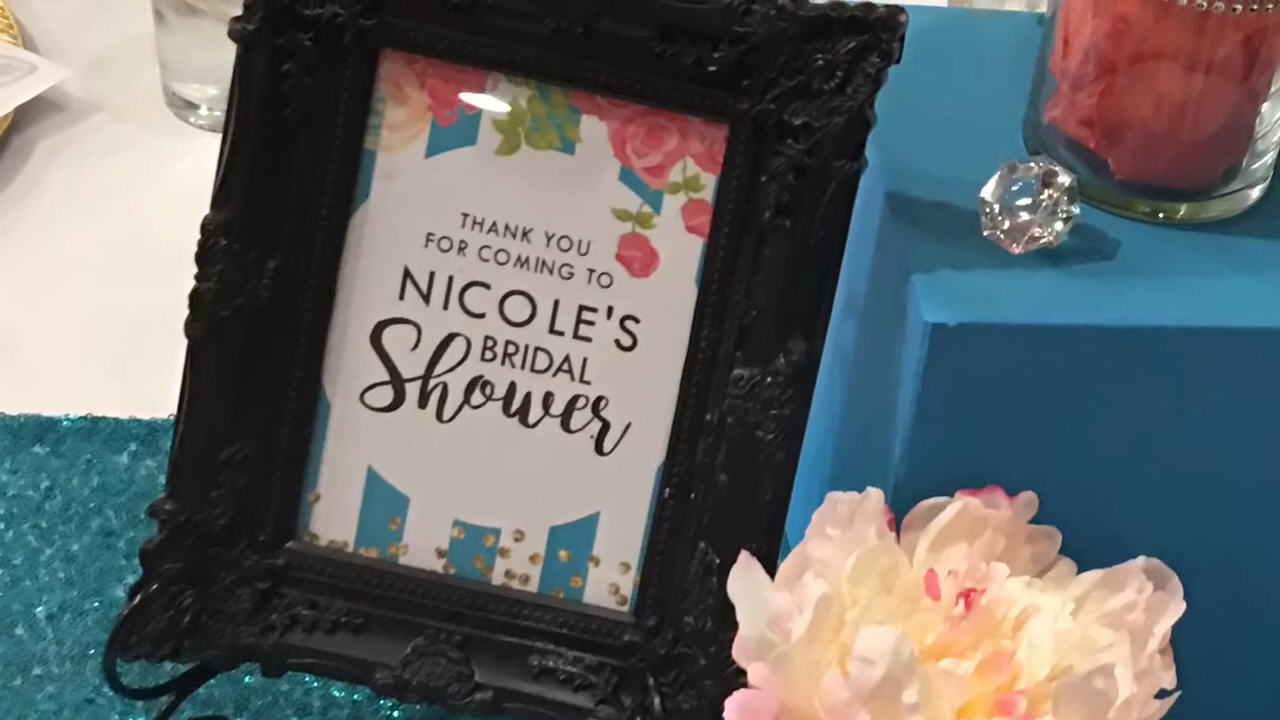 THANK YOU
FOR COMING TO
NICOLE'S
BRIDAL
Shower